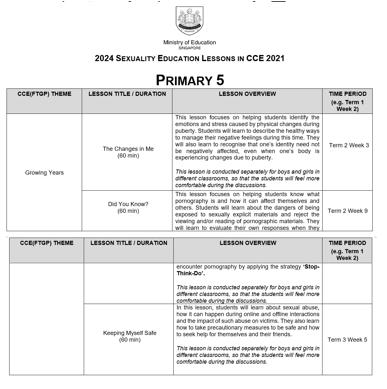 Ministry of Education
SINGAPORE
2024 SEXUALITY EDUCATION LESSONS IN CCE 2021
PRIMARY 5
CCE(FTGP) THEME
LESSON TITLE / DURATION
LESSON OVERVIEW
TIME PERIOD
(e.g. Term 1
Week 2)
Growing Years
The Changes in Me
(60 min)
This lesson focuses on helping students identify the
emotions and stress caused by physical changes during
puberty. Students will learn to describe the healthy ways
to manage their negative feelings during this time. They
will also learn to recognise that one's identity need not
be negatively affected, even when one's body is
experiencing changes due to puberty.
This lesson is conducted separately for boys and girls in
different classrooms, so that the students will feel more
comfortable during the discussions.
Term 2 Week 3
Did You Know?
(60 min)
This lesson focuses on helping students know what
pornography is and how it can affect themselves and
others. Students will learn about the dangers of being
exposed to sexually explicit materials and reject the
viewing and/or reading of pornographic materials. They
will learn to evaluate their own responses when they
Term 2 Week 9
CCE(FTGP) THEME
LESSON TITLE / DURATION
LESSON OVERVIEW
TIME PERIOD
(e.g. Term 1
Week 2)
encounter pornography by applying the strategy 'Stop-
Think-Do'.
This lesson is conducted separately for boys and girls in
different classrooms, so that the students will feel more
comfortable during the discussions.
Keeping Myself Safe
(60 min)
In this lesson, students will learn about sexual abuse,
how it can happen during online and offline interactions
and the impact of such abuse on victims. They also learn
how to take precautionary measures to be safe and how
to seek help for themselves and their friends.
This lesson is conducted separately for boys and girls in
different classrooms, so that the students will feel more
comfortable during the discussions.
Term 3 Week 5